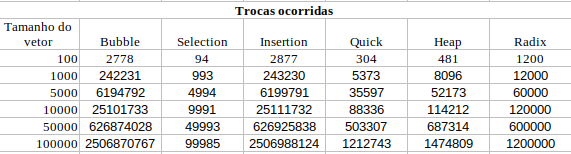 Trocas ocorridas
Tamanho do
vetor Bubble Selection Insertion Quick Heap Radix
100 2778 94 2877 304 481 1200
1000 242231 993 243230 5373 8096 12000
5000 6194792 4994 6199791 35597 52173 60000
10000 25101733 9991 25111732 88336 114212 120000
50000 626874028 49993 626925838 503307 687314 600000
100000 2506870767 99985 2506988124 1212743 1474809 1200000